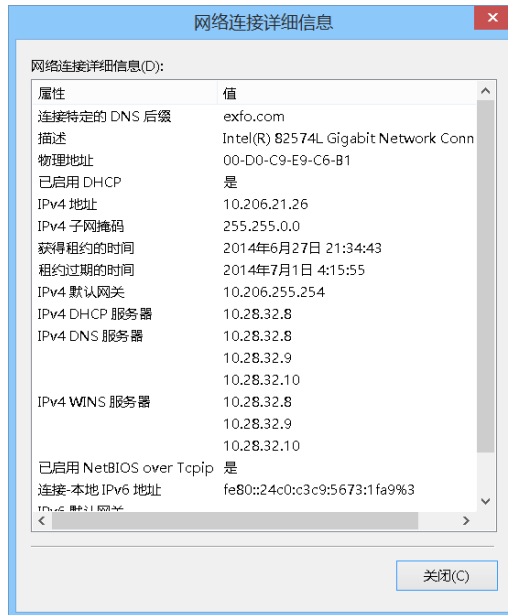 网络连接详细信息
网络连接详细信息(D):
属性 值
连接特定的 DNS 后缀 exfo.com
描述 Intel(R) 82574L Gigabit Network Conn
物理地址 00-D0-C9-E9-C6-B1
已启用 DHCP 是
IPv4 地址 10.206.21.26
IPv4 子网掩码 255.255.0.0
获得租约的时间 2014年6月27日 21:34:43
租约过期的时间 2014年7月1日 4:15:55
IPv4 默认网关 10.206.255.254
IPv4 DHCP 服务器 10.28.32.8
IPv4 DNS 服务器 10.28.32.8
10.28.32.9
10.28.32.10
IPv4 WINS 服务器 10.28.32.8
10.28.32.9
10.28.32.10
已启用 NetBIOS over Tcpip 是
连接-本地 IPv6 地址 fe80::24c0:c3c9:5673:1fa9%3
IPv6 默认网关
关闭(C)